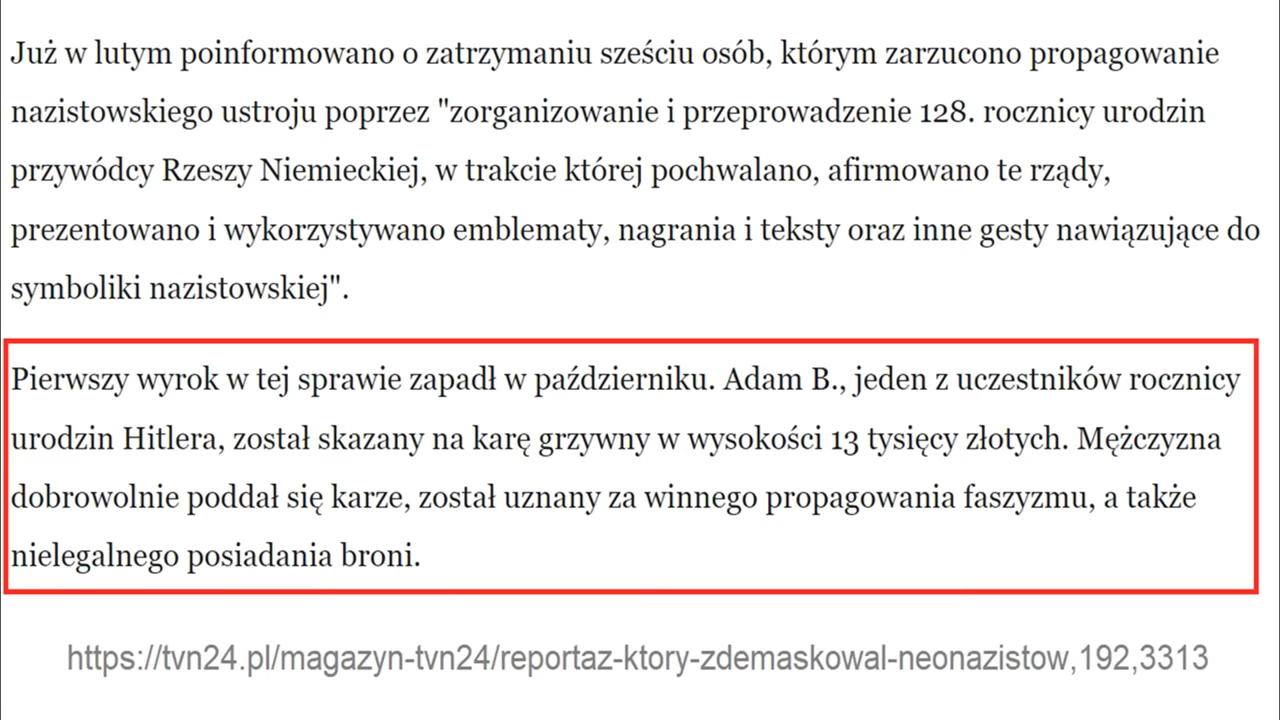 Już w lutym poinformowano o zatrzymaniu sześciu osób, którym zarzucono propagowanie
nazistowskiego ustroju poprzez "zorganizowanie i przeprowadzenie 128. rocznicy urodzin
przywódcy Rzeszy Niemieckiej, w trakcie której pochwalano, afirmowano te rządy,
prezentowano i wykorzystywano emblematy, nagrania i teksty oraz inne gesty nawiązujące do
symboliki nazistowskiej".
Pierwszy wyrok w tej sprawie zapadł w październiku. Adam B., jeden z uczestników rocznicy
urodzin Hitlera, został skazany na karę grzywny w wysokości 13 tysięcy złotych. Mężczyzna
dobrowolnie poddał się karze, został uznany za winnego propagowania faszyzmu, a także
nielegalnego posiadania broni.
https://tvn24.pl/magazyn-tvn24/reportaz-ktory-zdemaskowal-neonazistow,192,3313